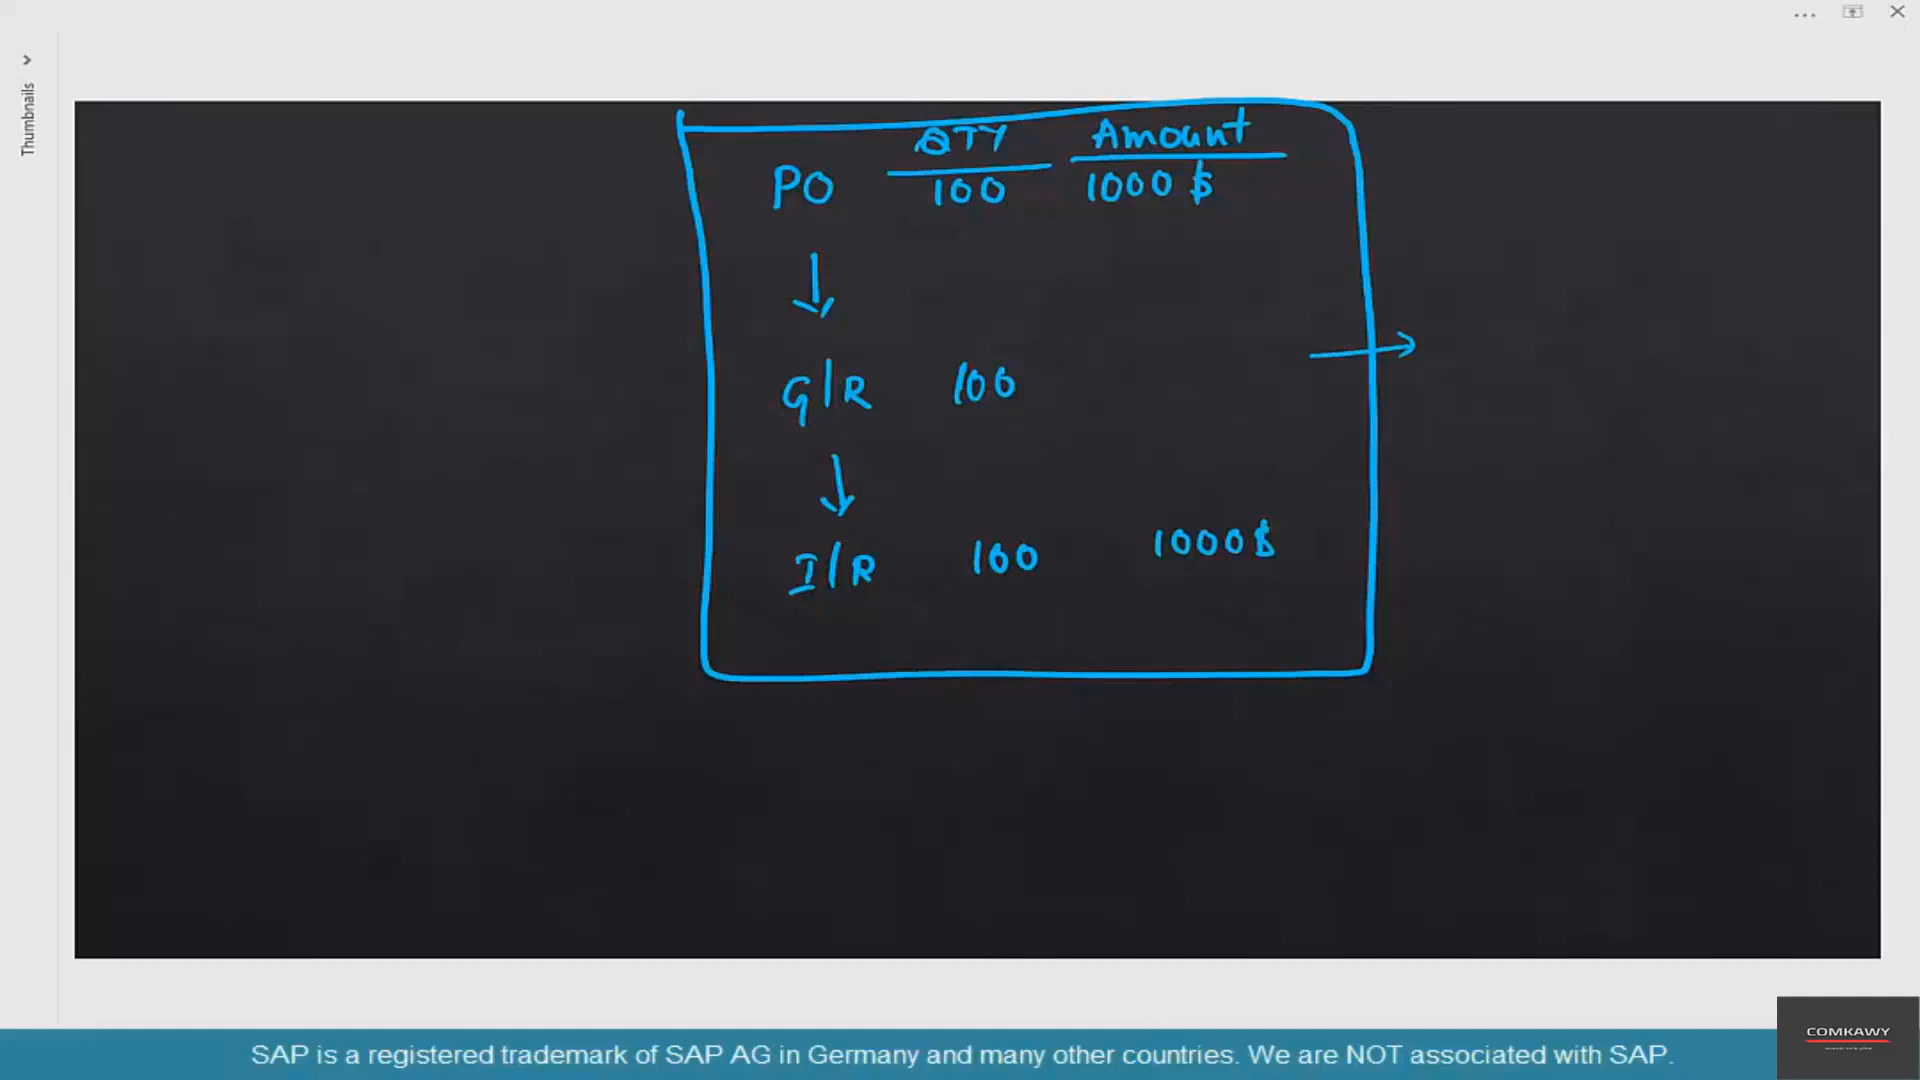 Thumbnails
QTY Amount
PO 100 1000 $
G/R 100
I/R 100 1000$
SAP is a registered trademark of SAP AG in Germany and many other countries. We are NOT associated with SAP.
COMKAWY